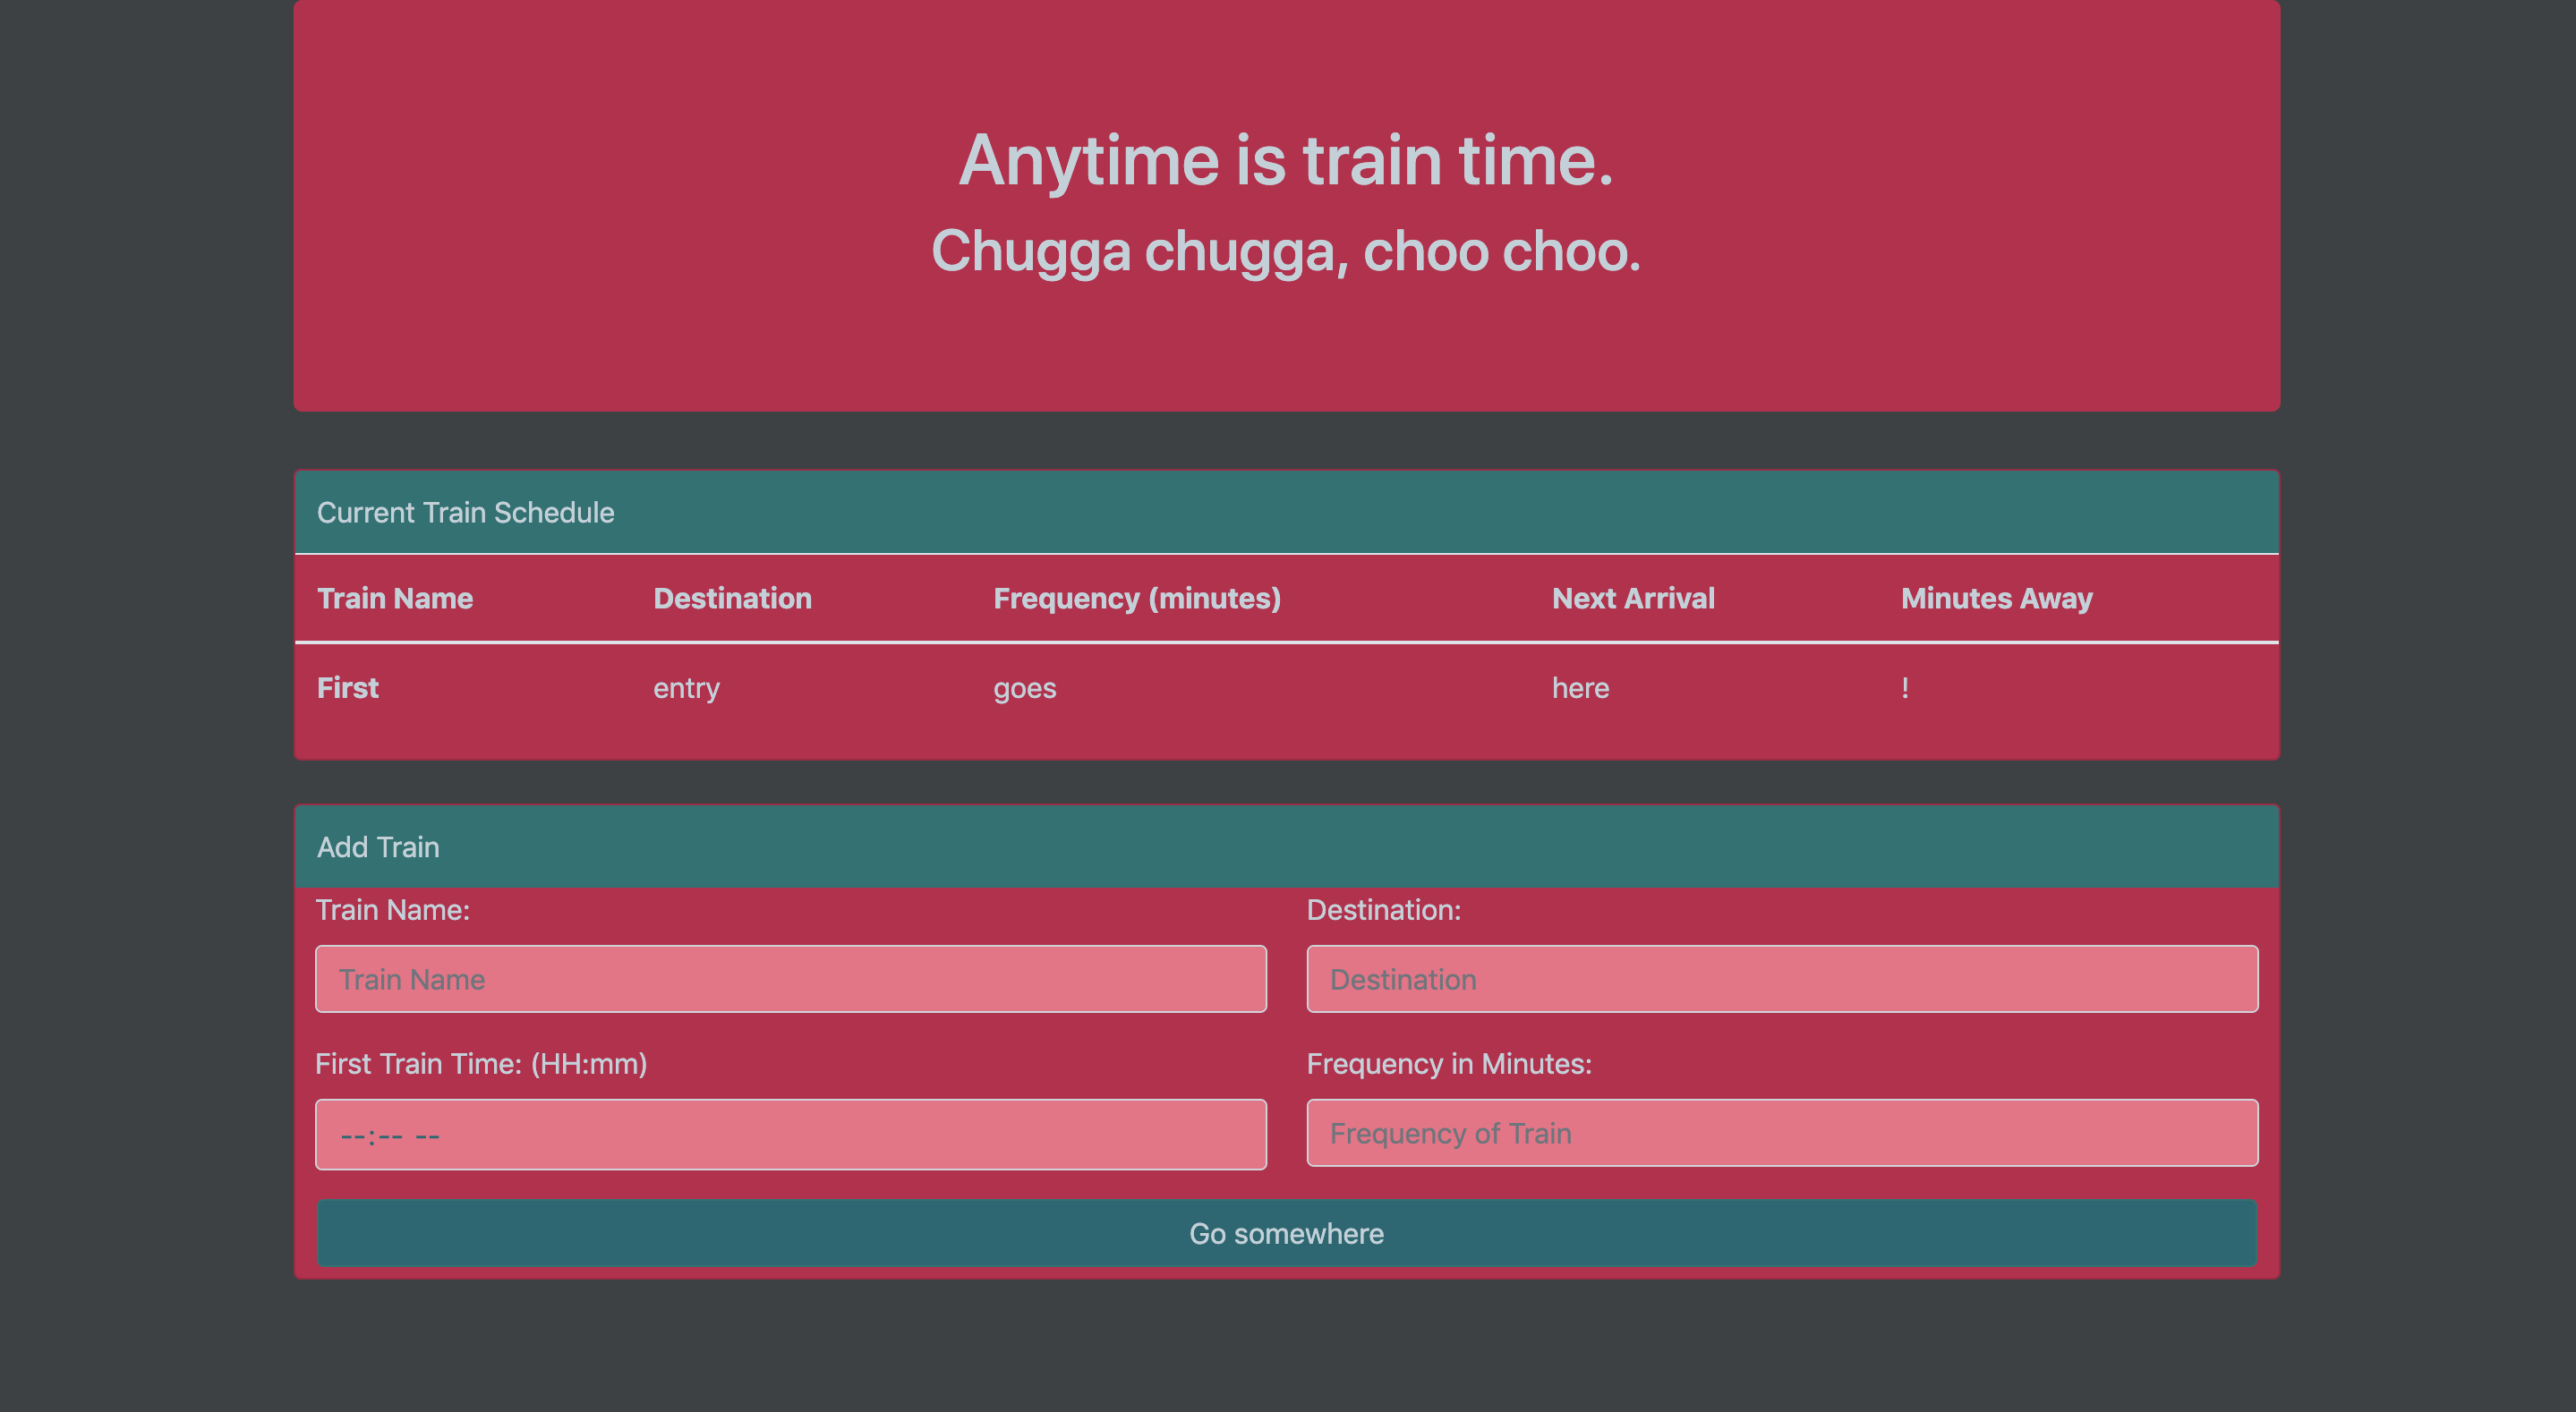 Anytime is train time.
Chugga chugga, choo choo.
Current Train Schedule
Train Name Destination Frequency (minutes) Next Arrival Minutes Away
First entry goes here !
Add Train
Train Name: Destination:
Train Name Destination
First Train Time: (HH:mm) Frequency in Minutes:
--:-- -- Frequency of Train
Go somewhere